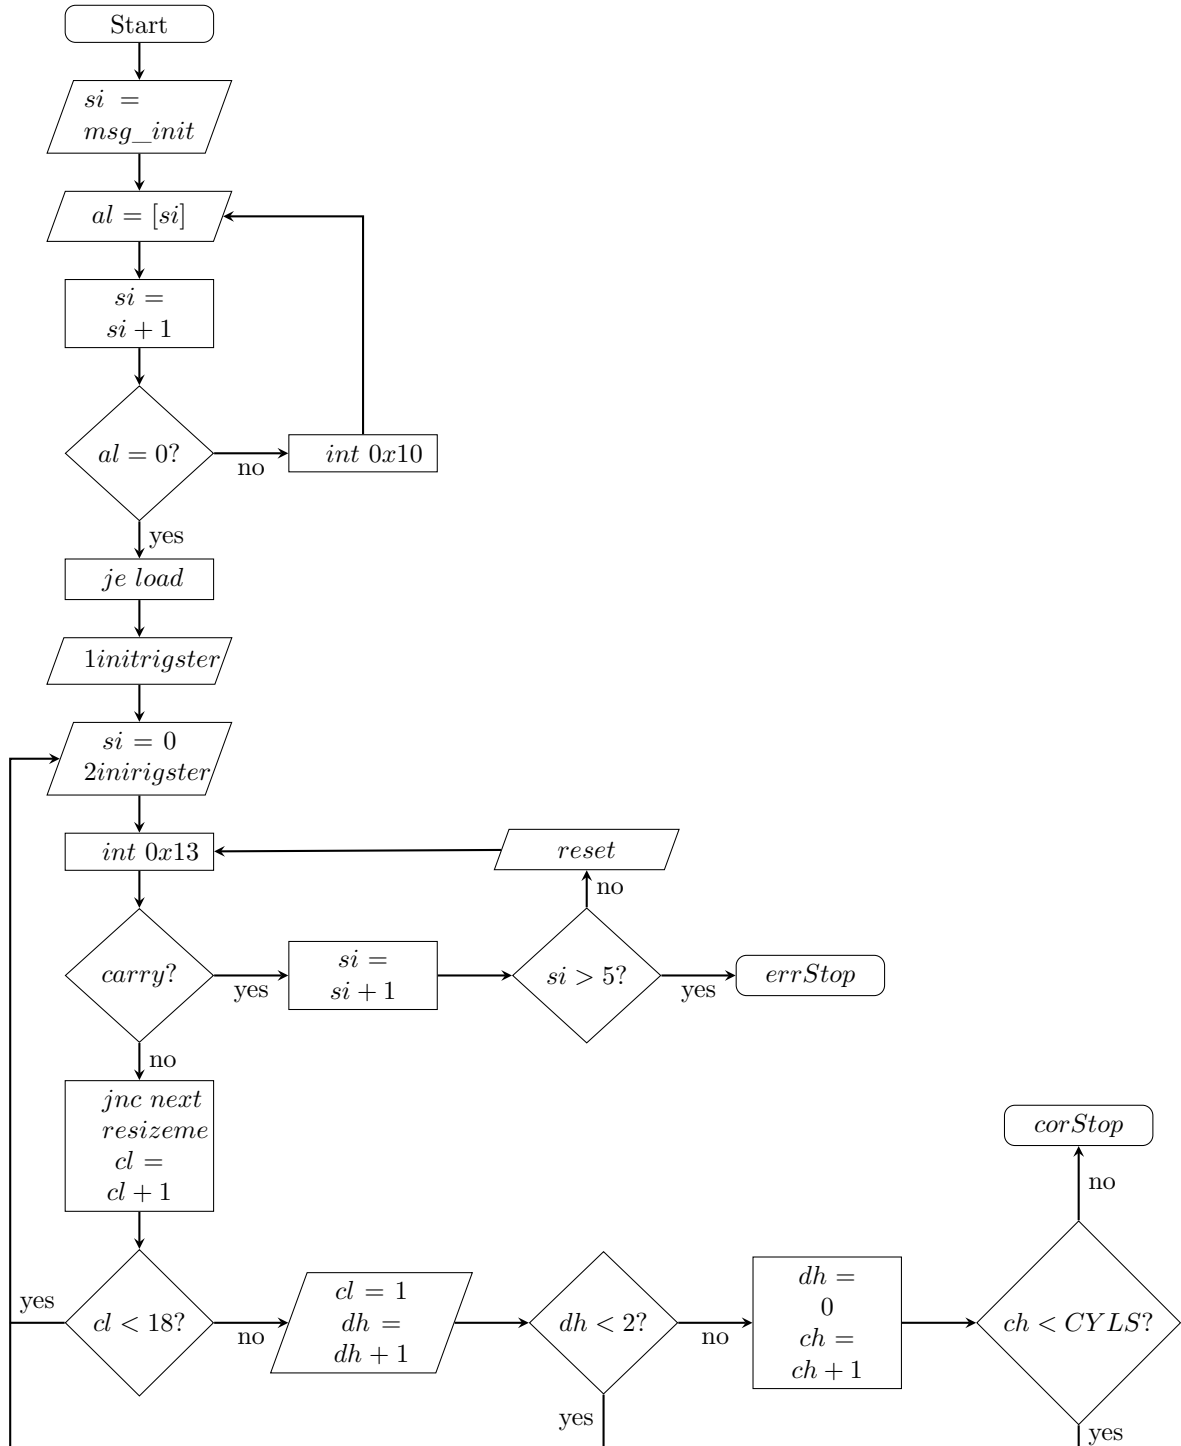 Start
si =
msg_init
al = [si]
si =
si + 1
al = 0?
no
int 0x10
yes
je load
1initrigster
si = 0
2inirigster
int 0x13
reset
no
carry?
yes
si =
si + 1
si > 5?
yes
errStop
no
jnc next
resizeme
cl =
cl + 1
corStop
no
yes
cl < 18?
no
cl = 1
dh =
dh + 1
dh < 2?
no
dh =
0
ch =
ch + 1
ch < CYLS?
yes
yes